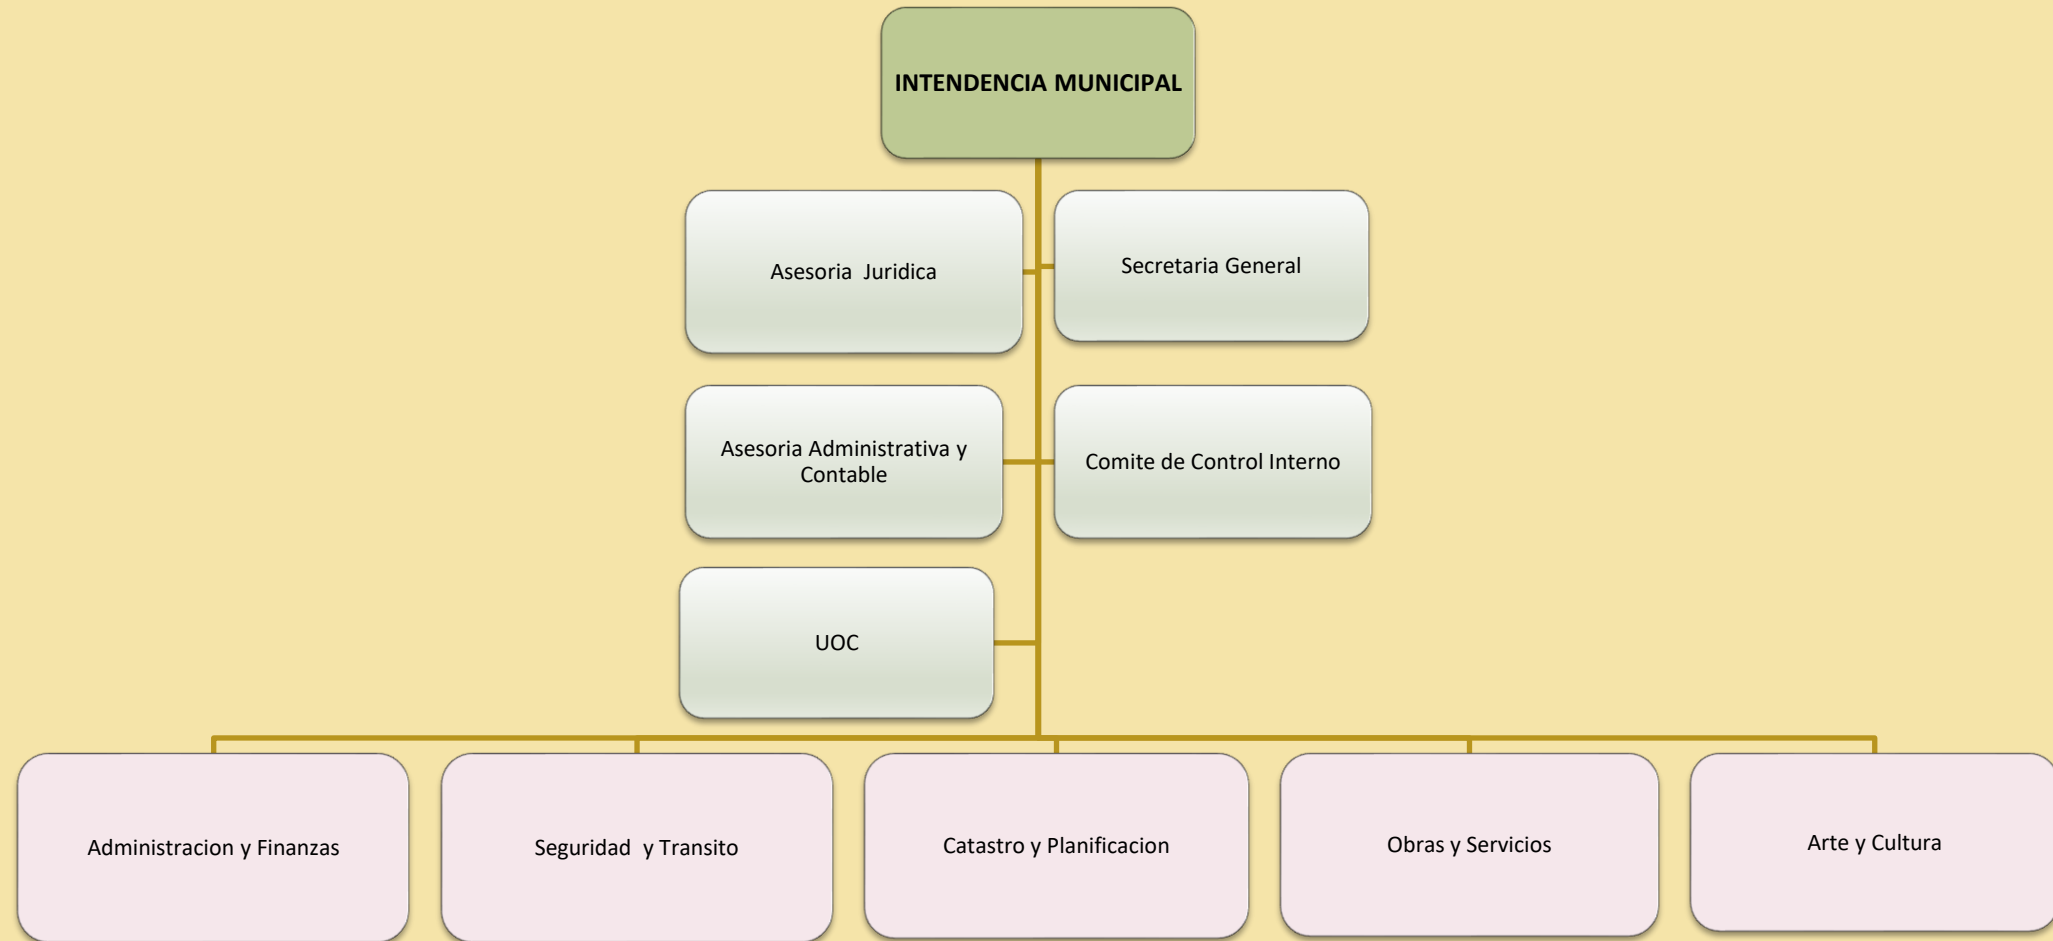 INTENDENCIA MUNICIPAL
Asesoria  Juridica
Secretaria General
Asesoria Administrativa y
Contable
Comite de Control Interno
UOC
Administracion y Finanzas
Seguridad  y Transito
Catastro y Planificacion
Obras y Servicios
Arte y Cultura